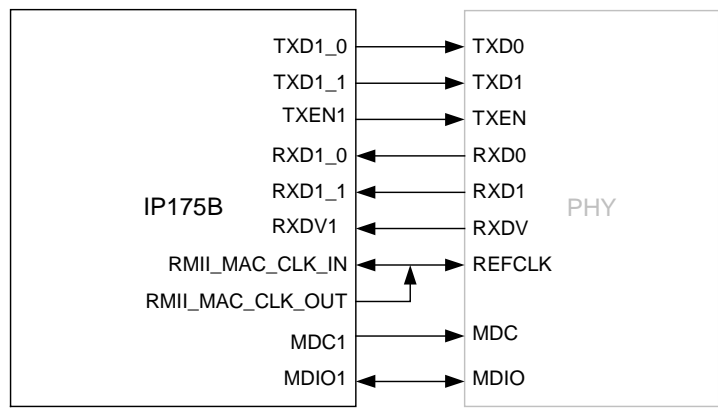 TXD1_0 TXD0
TXD1_1 TXD1
TXEN1 TXEN
RXD1_0 RXD0
RXD1_1 RXD1
IP175B PHY
RXDV1 RXDV
RMII_MAC_CLK_IN REFCLK
RMII_MAC_CLK_OUT
MDC1 MDC
MDIO1 MDIO